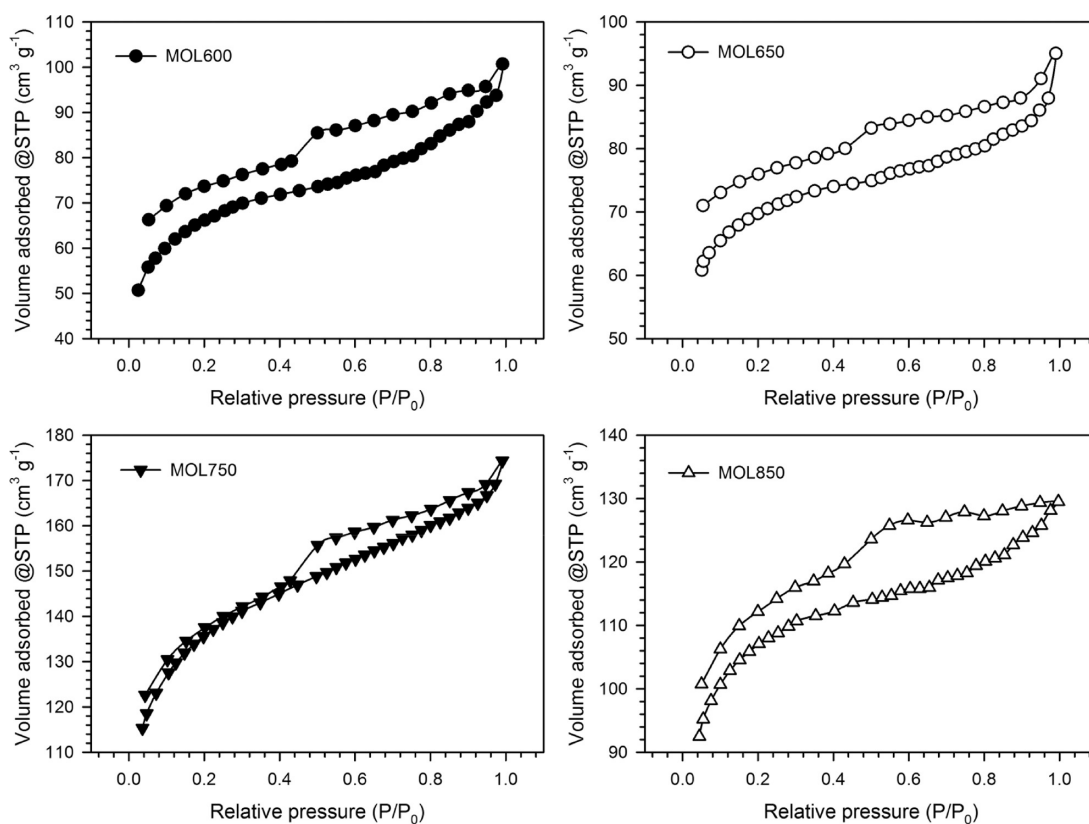 Volume adsorbed @STP (cm³ g⁻¹)
110
100
90
80
70
60
50
40
MOL600
0.0 0.2 0.4 0.6 0.8 1.0
Relative pressure (P/P₀)
Volume adsorbed @STP (cm³ g⁻¹)
100
90
80
70
60
50
MOL650
0.0 0.2 0.4 0.6 0.8 1.0
Relative pressure (P/P₀)
Volume adsorbed @STP (cm³ g⁻¹)
180
170
160
150
140
130
120
110
MOL750
0.0 0.2 0.4 0.6 0.8 1.0
Relative pressure (P/P₀)
Volume adsorbed @STP (cm³ g⁻¹)
140
130
120
110
100
90
MOL850
0.0 0.2 0.4 0.6 0.8 1.0
Relative pressure (P/P₀)